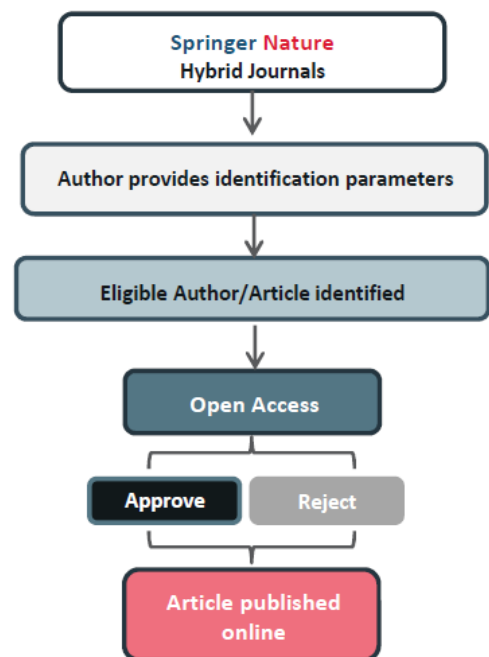 Springer Nature
Hybrid Journals
Author provides identification parameters
Eligible Author/Article identified
Open Access
Approve
Reject
Article published
online